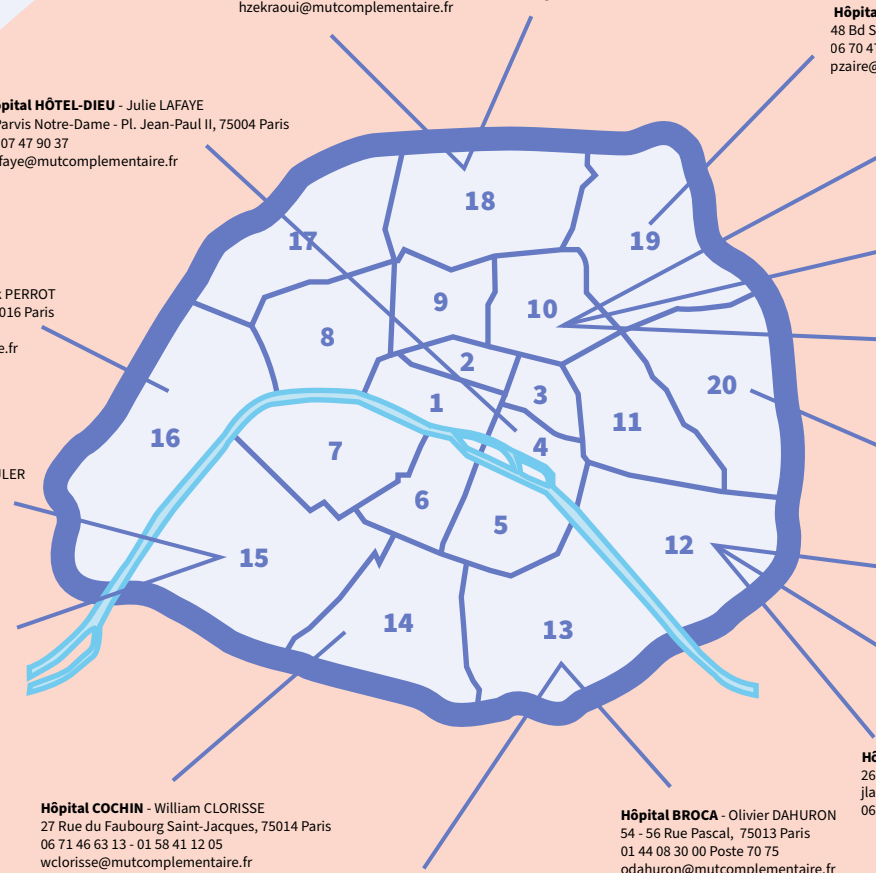 hzekraoui@mutcomplementaire.fr
Hôpita
48 Bd S
06 70 47
pzaire@
pital HÔTEL-DIEU - Julie LAFAYE
Parvis Notre-Dame - Pl. Jean-Paul II, 75004 Paris
07 47 90 37
faye@mutcomplementaire.fr
18
17
19
PERROT
016 Paris
e.fr
9
10
8
2
20
3
1
11
16
4
7
LER
6
5
12
15
14
13
Hôpital COCHIN - William CLORISSE
27 Rue du Faubourg Saint-Jacques, 75014 Paris
06 71 46 63 13 - 01 58 41 12 05
wclorisse@mutcomplementaire.fr
Hôpital BROCA - Olivier DAHURON
54 - 56 Rue Pascal, 75013 Paris
01 44 08 30 00 Poste 70 75
odahuron@mutcomplementaire.fr
Hô
26
jla
06